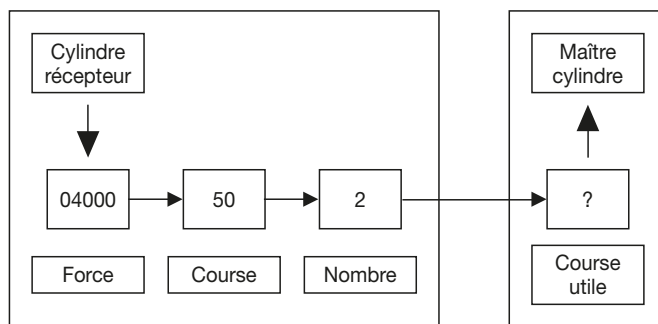 Cylindre
récepteur
Maître
cylindre
04000
50
2
?
Force
Course
Nombre
Course
utile